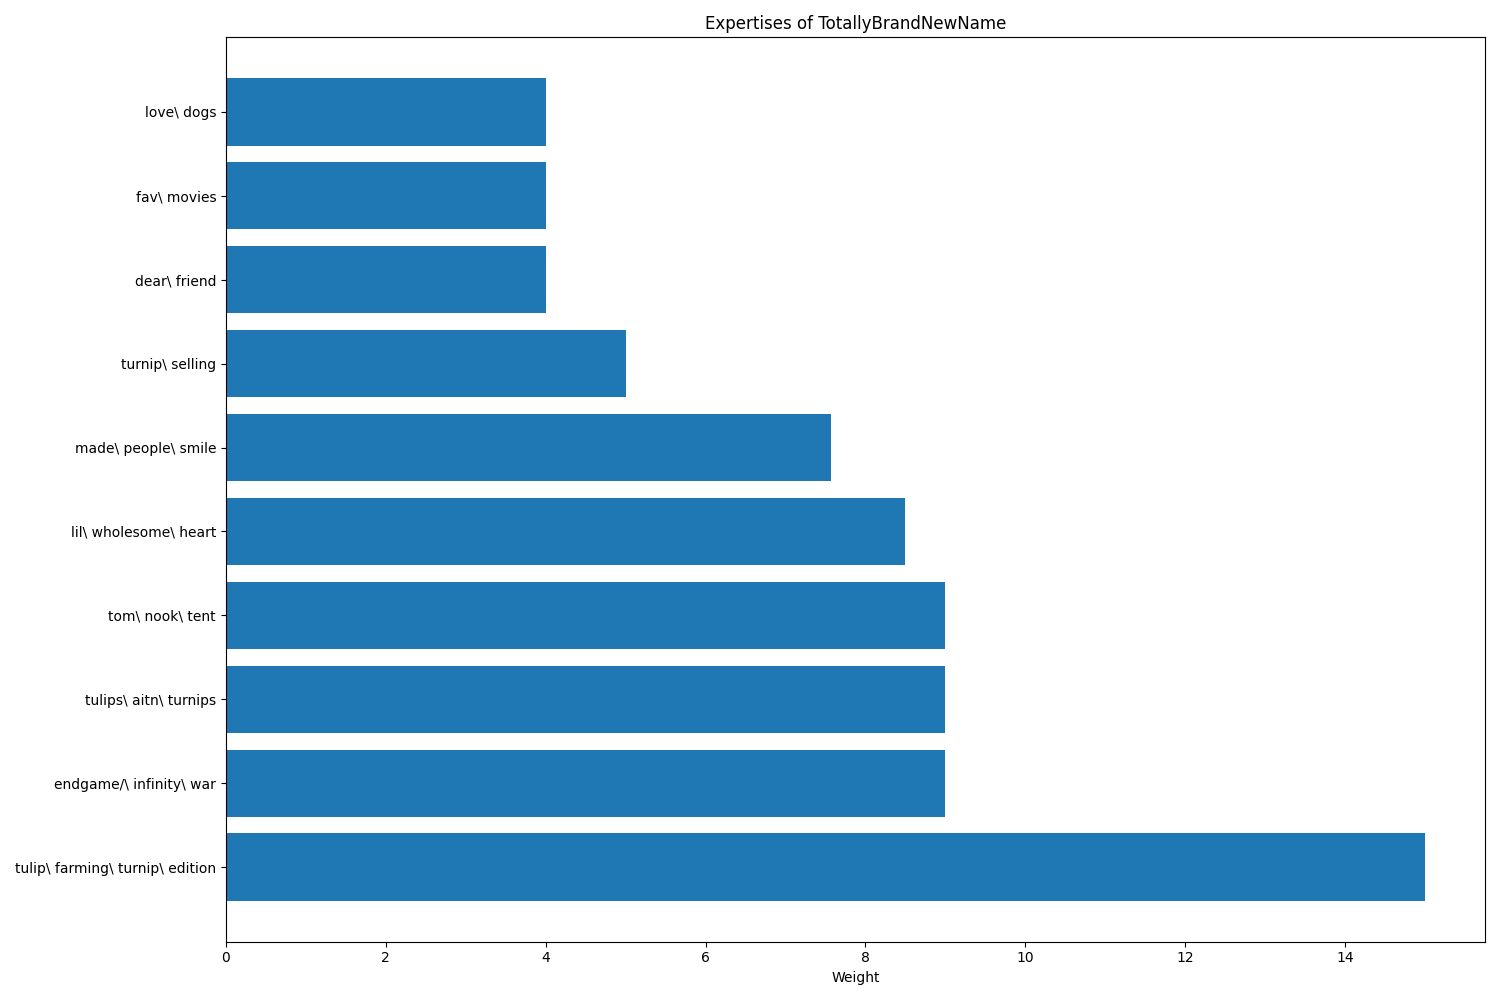 Expertises of TotallyBrandNewName
love\ dogs
fav\ movies
dear\ friend
turnip\ selling
made\ people\ smile
lil\ wholesome\ heart
tom\ nook\ tent
tulips\ aitn\ turnips
endgame/\ infinity\ war
tulip\ farming\ turnip\ edition
0 2 4 6 8 10 12 14
Weight